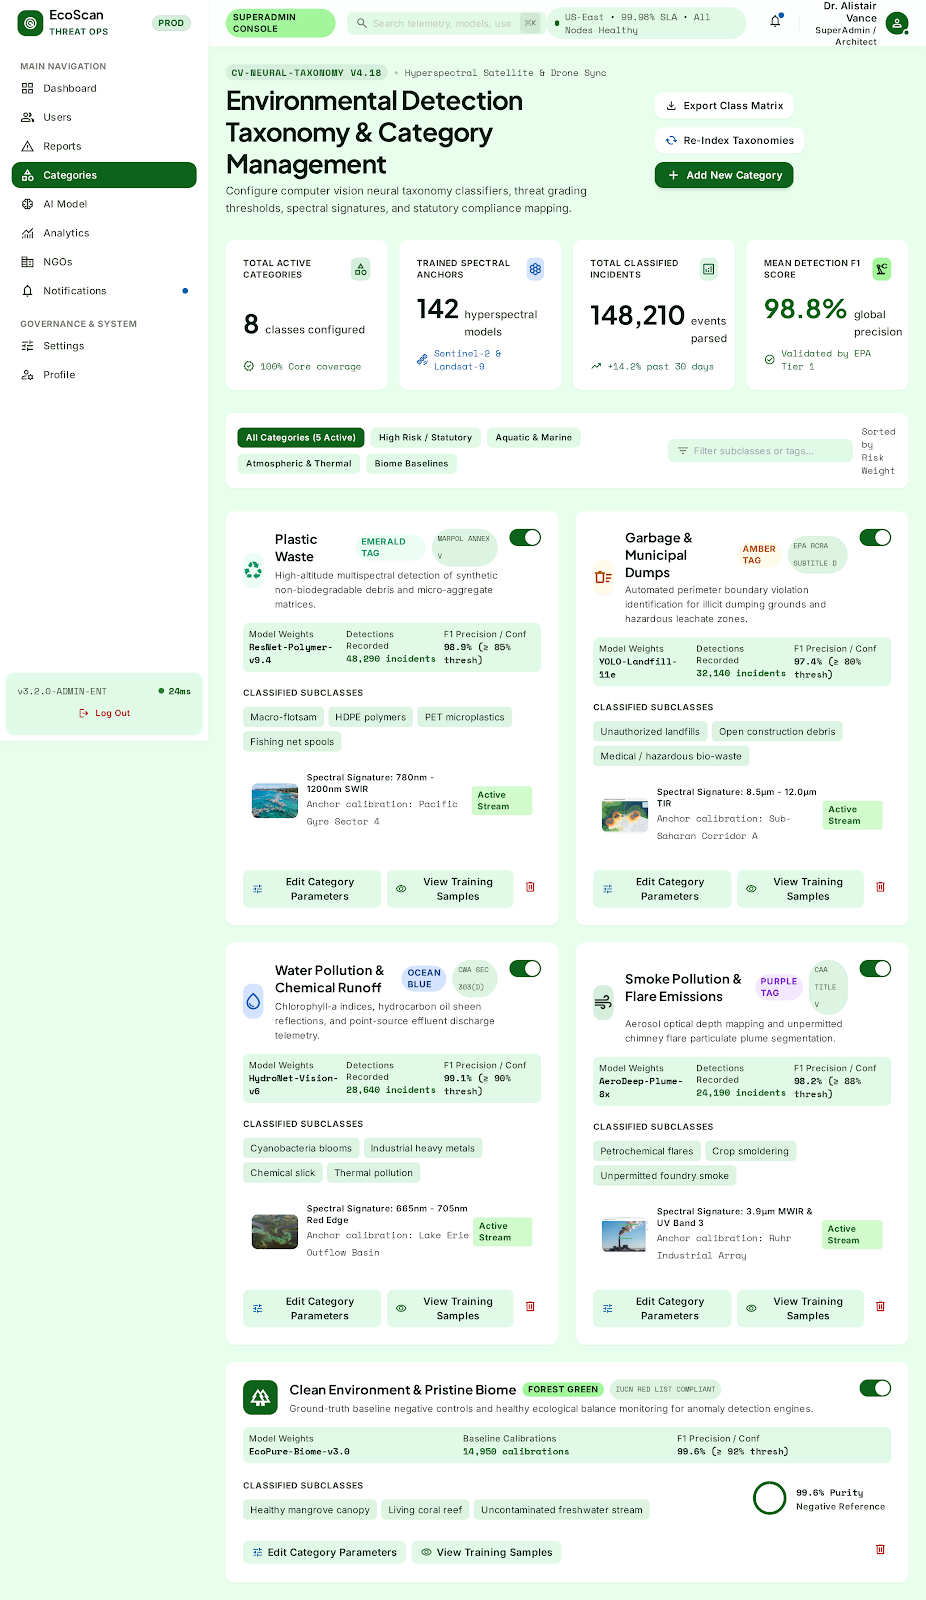 EcoScan
THREAT OPS
PROD
MAIN NAVIGATION
Dashboard
Users
Reports
Categories
AI Model
Analytics
NGOs
Notifications
GOVERNANCE & SYSTEM
Settings
Profile
v3.2.0-ADMIN-ENT
24ms
Log Out
SUPERADMIN
CONSOLE
Search telemetry, models, use
⌘K
US-East • 99.98% SLA • All
Nodes Healthy
Dr. Alistair
Vance
SuperAdmin /
Architect
CV-NEURAL-TAXONOMY V4.18
• Hyperspectral Satellite & Drone Sync
Environmental Detection
Taxonomy & Category
Management
Configure computer vision neural taxonomy classifiers, threat grading
thresholds, spectral signatures, and statutory compliance mapping.
Export Class Matrix
Re-Index Taxonomies
Add New Category
TOTAL ACTIVE
CATEGORIES
8 classes configured
100% Core coverage
TRAINED SPECTRAL
ANCHORS
142 hyperspectral
models
Sentinel-2 &
Landsat-9
TOTAL CLASSIFIED
INCIDENTS
148,210 events
parsed
+14.2% past 30 days
MEAN DETECTION F1
SCORE
98.8% global
precision
Validated by EPA
Tier 1
All Categories (5 Active)
High Risk / Statutory
Aquatic & Marine
Atmospheric & Thermal
Biome Baselines
Filter subclasses or tags...
Sorted
by
Risk
Weight
Plastic
Waste
EMERALD
TAG
MARPOL ANNEX
V
High-altitude multispectral detection of synthetic
non-biodegradable debris and micro-aggregate
matrices.
Model Weights
ResNet-Polymer-
v9.4
Detections
Recorded
48,290 incidents
F1 Precision / Conf
98.9% (≥ 85%
thresh)
CLASSIFIED SUBCLASSES
Macro-flotsam
HDPE polymers
PET microplastics
Fishing net spools
Spectral Signature: 780nm -
1200nm SWIR
Anchor calibration: Pacific
Gyre Sector 4
Active
Stream
Edit Category
Parameters
View Training
Samples
Garbage &
Municipal
Dumps
AMBER
TAG
EPA RCRA
SUBTITLE D
Automated perimeter boundary violation
identification for illicit dumping grounds and
hazardous leachate zones.
Model Weights
YOLO-Landfill-
11e
Detections
Recorded
32,140 incidents
F1 Precision / Conf
97.4% (≥ 80%
thresh)
CLASSIFIED SUBCLASSES
Unauthorized landfills
Open construction debris
Medical / hazardous bio-waste
Spectral Signature: 8.5µm - 12.0µm
TIR
Anchor calibration: Sub-
Saharan Corridor A
Active
Stream
Edit Category
Parameters
View Training
Samples
Water Pollution &
Chemical Runoff
OCEAN
BLUE
CWA SEC
303(D)
Chlorophyll-a indices, hydrocarbon oil sheen
reflections, and point-source effluent discharge
telemetry.
Model Weights
HydroNet-Vision-
v6
Detections
Recorded
28,640 incidents
F1 Precision / Conf
99.1% (≥ 90%
thresh)
CLASSIFIED SUBCLASSES
Cyanobacteria blooms
Industrial heavy metals
Chemical slick
Thermal pollution
Spectral Signature: 665nm - 705nm
Red Edge
Anchor calibration: Lake Erie
Outflow Basin
Active
Stream
Edit Category
Parameters
View Training
Samples
Smoke Pollution &
Flare Emissions
PURPLE
TAG
CAA
TITLE
V
Aerosol optical depth mapping and unpermitted
chimney flare particulate plume segmentation.
Model Weights
AeroDeep-Plume-
8x
Detections
Recorded
24,190 incidents
F1 Precision / Conf
98.2% (≥ 88%
thresh)
CLASSIFIED SUBCLASSES
Petrochemical flares
Crop smoldering
Unpermitted foundry smoke
Spectral Signature: 3.9µm MWIR &
UV Band 3
Anchor calibration: Ruhr
Industrial Array
Active
Stream
Edit Category
Parameters
View Training
Samples
Clean Environment & Pristine Biome
FOREST GREEN
IUCN RED LIST COMPLIANT
Ground-truth baseline negative controls and healthy ecological balance monitoring for anomaly detection engines.
Model Weights
EcoPure-Biome-v3.0
Baseline Calibrations
14,950 calibrations
F1 Precision / Conf
99.6% (≥ 92% thresh)
CLASSIFIED SUBCLASSES
Healthy mangrove canopy
Living coral reef
Uncontaminated freshwater stream
99.6% Purity
Negative Reference
Edit Category Parameters
View Training Samples